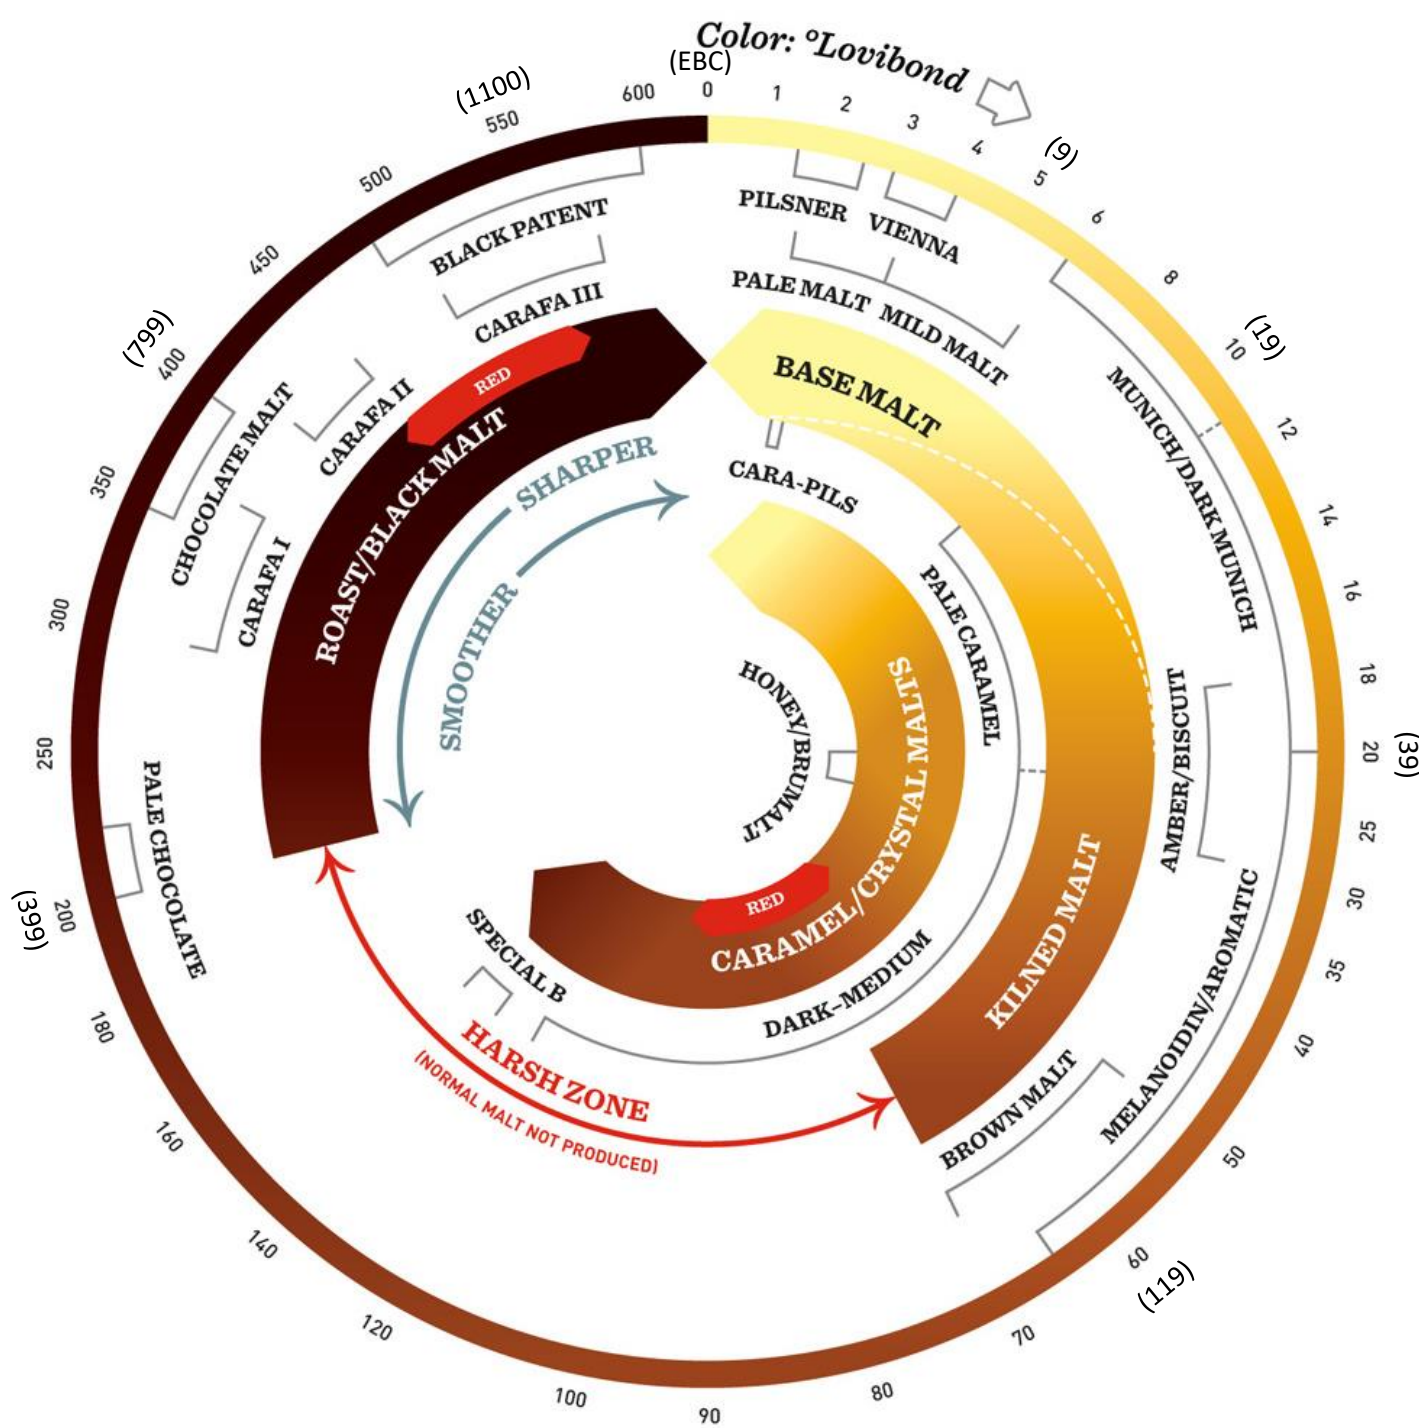 Color: °Lovibond
(EBC)
0
1
2
3
4
5
(9)
6
8
10
(19)
12
14
16
18
20
(39)
25
30
35
40
50
60
(119)
70
80
90
100
120
140
160
180
200
(399)
250
300
350
400
(799)
450
500
550
(1100)
600
PILSNER
VIENNA
PALE MALT
MILD MALT
MUNICH/DARK MUNICH
AMBER/BISCUIT
MELANOIDIN/AROMATIC
BROWN MALT
BASE MALT
KILNED MALT
CARA-PILS
PALE CARAMEL
DARK-MEDIUM
CARAMEL/CRYSTAL MALTS
RED
HONEY/BRUMALT
SPECIAL B
HARSH ZONE
(NORMAL MALT NOT PRODUCED)
PALE CHOCOLATE
CARAFA I
CHOCOLATE MALT
CARAFA II
CARAFA III
BLACK PATENT
ROAST/BLACK MALT
RED
SHARPER
SMOOTHER